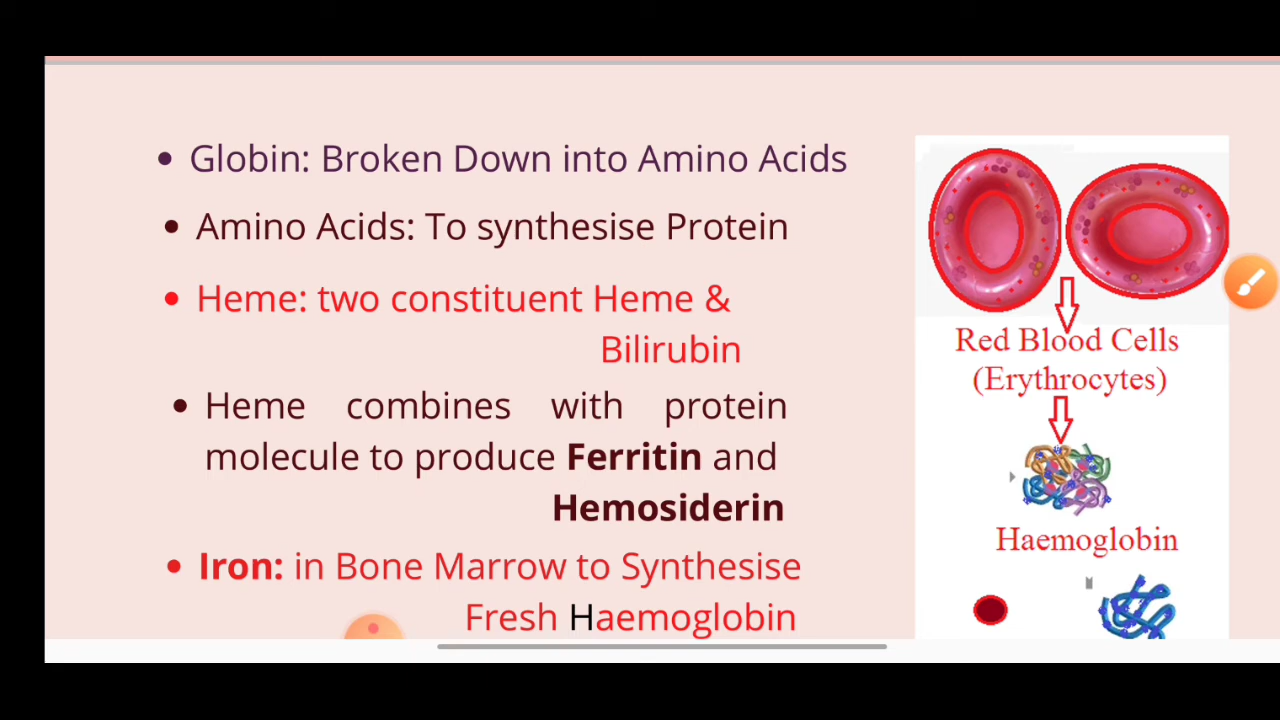 Globin: Broken Down into Amino Acids
Amino Acids: To synthesise Protein
Heme: two constituent Heme &
Bilirubin
Heme combines with protein
molecule to produce Ferritin and
Hemosiderin
Iron: in Bone Marrow to Synthesise
Fresh Haemoglobin
Red Blood Cells
(Erythrocytes)
Haemoglobin